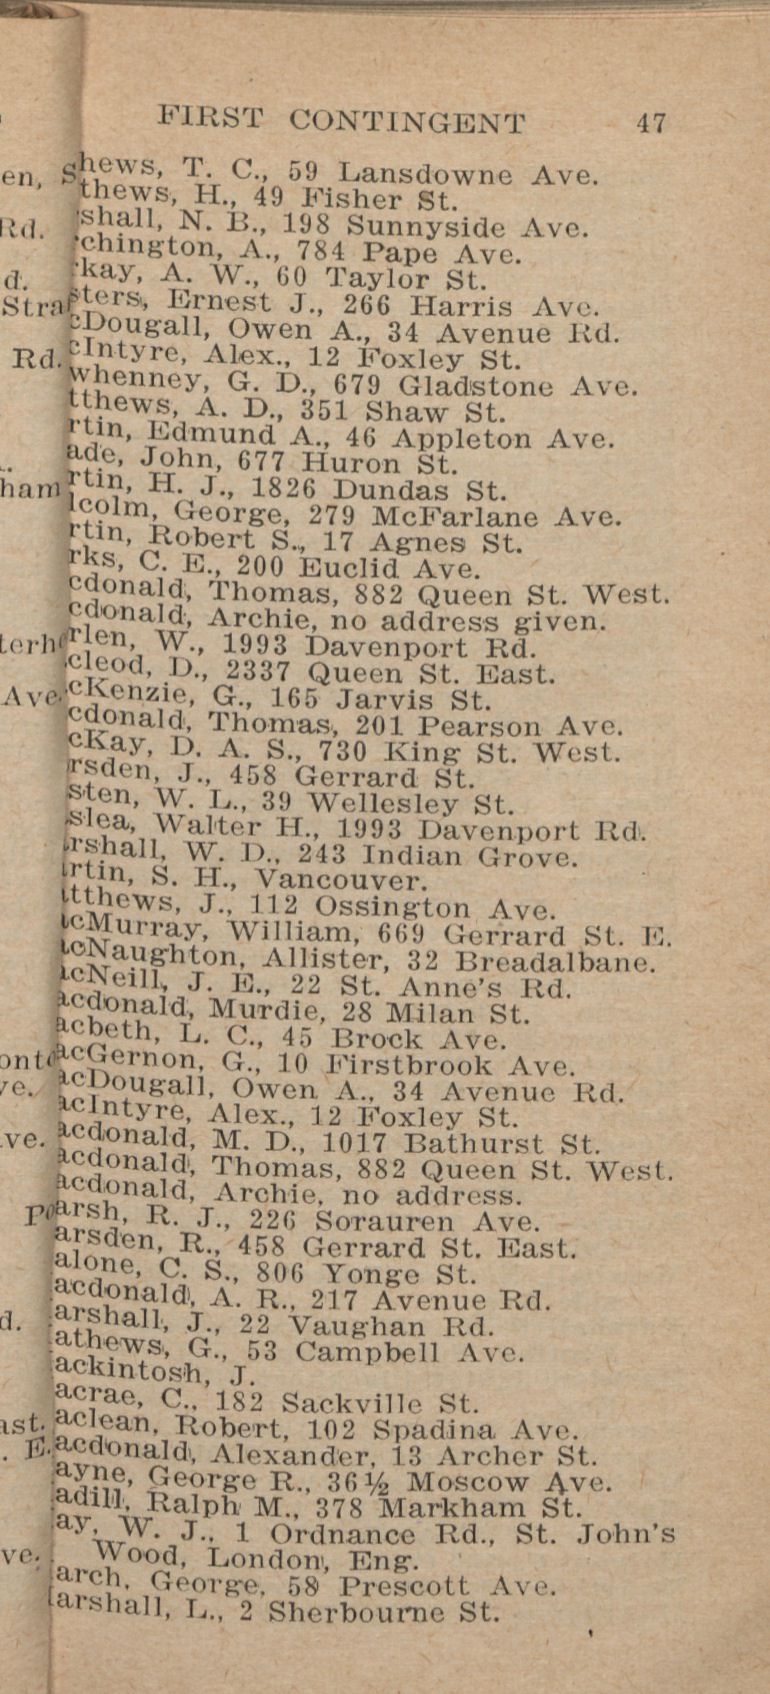 FIRST CONTINGENT 47
en, S
hews, T. C., 59 Lansdowne Ave.
thews, H., 49 Fisher St.
Rd.
shall, N. B., 198 Sunnyside Ave.
chington, A., 784 Pape Ave.
d.
kay, A. W., 60 Taylor St.
Straf
ters, Ernest J., 266 Harris Ave.
cDougall, Owen A., 34 Avenue Rd.
Rd.
cIntyre, Alex., 12 Foxley St.
whenney, G. D., 679 Gladstone Ave.
tthews, A. D., 351 Shaw St.
rtin, Edmund A., 46 Appleton Ave.
ade, John, 677 Huron St.
ham
rtin, H. J., 1826 Dundas St.
lcolm, George, 279 McFarlane Ave.
rtin, Robert S., 17 Agnes St.
rks, C. E., 200 Euclid Ave.
cdonald, Thomas, 882 Queen St. West.
cdonald, Archie, no address given.
terh
rlen, W., 1993 Davenport Rd.
cleod, D., 2337 Queen St. East.
Ave.
cKenzie, G., 165 Jarvis St.
cdonald, Thomas, 201 Pearson Ave.
cKay, D. A. S., 730 King St. West.
rsden, J., 458 Gerrard St.
sten, W. L., 39 Wellesley St.
slea, Walter H., 1993 Davenport Rd.
rshall, W. D., 243 Indian Grove.
rtin, S. H., Vancouver.
tthews, J., 112 Ossington Ave.
cMurray, William, 669 Gerrard St. E.
cNaughton, Allister, 32 Breadalbane.
cNeill, J. E., 22 St. Anne's Rd.
acdonald, Murdie, 28 Milan St.
acbeth, L. C., 45 Brock Ave.
onto
acGernon, G., 10 Firstbrook Ave.
ve.
acDougall, Owen A., 34 Avenue Rd.
acIntyre, Alex., 12 Foxley St.
ve.
acdonald, M. D., 1017 Bathurst St.
acdonald, Thomas, 882 Queen St. West.
acdonald, Archie, no address.
Po
arsh, R. J., 226 Sorauren Ave.
arsden, R., 458 Gerrard St. East.
alone, C. S., 806 Yonge St.
acdonald, A. R., 217 Avenue Rd.
d.
arshall, J., 22 Vaughan Rd.
athews, G., 53 Campbell Ave.
ackintosh, J.
acrae, C., 182 Sackville St.
ast.
aclean, Robert, 102 Spadina Ave.
. E.
acdonald, Alexander, 13 Archer St.
ayne, George R., 36½ Moscow Ave.
adill, Ralph M., 378 Markham St.
ay, W. J., 1 Ordnance Rd., St. John's
ve.
Wood, London, Eng.
arch, George, 58 Prescott Ave.
arshall, L., 2 Sherbourne St.